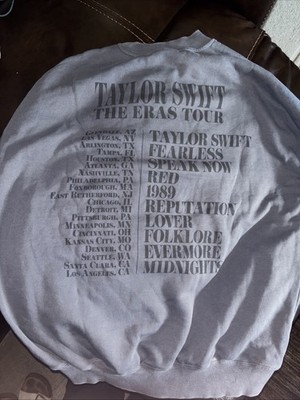 TAYLOR SWIFT
THE ERAS TOUR
GLENDALE, AZ
LAS VEGAS, NV
ARLINGTON, TX
TAMPA, FL
HOUSTON, TX
ATLANTA, GA
NASHVILLE, TN
PHILADELPHIA, PA
FOXBOROUGH, MA
EAST RUTHERFORD, NJ
CHICAGO, IL
DETROIT, MI
PITTSBURGH, PA
MINNEAPOLIS, MN
CINCINNATI, OH
KANSAS CITY, MO
DENVER, CO
SEATTLE, WA
SANTA CLARA, CA
LOS ANGELES, CA
TAYLOR SWIFT
FEARLESS
SPEAK NOW
RED
1989
REPUTATION
LOVER
FOLKLORE
EVERMORE
MIDNIGHTS